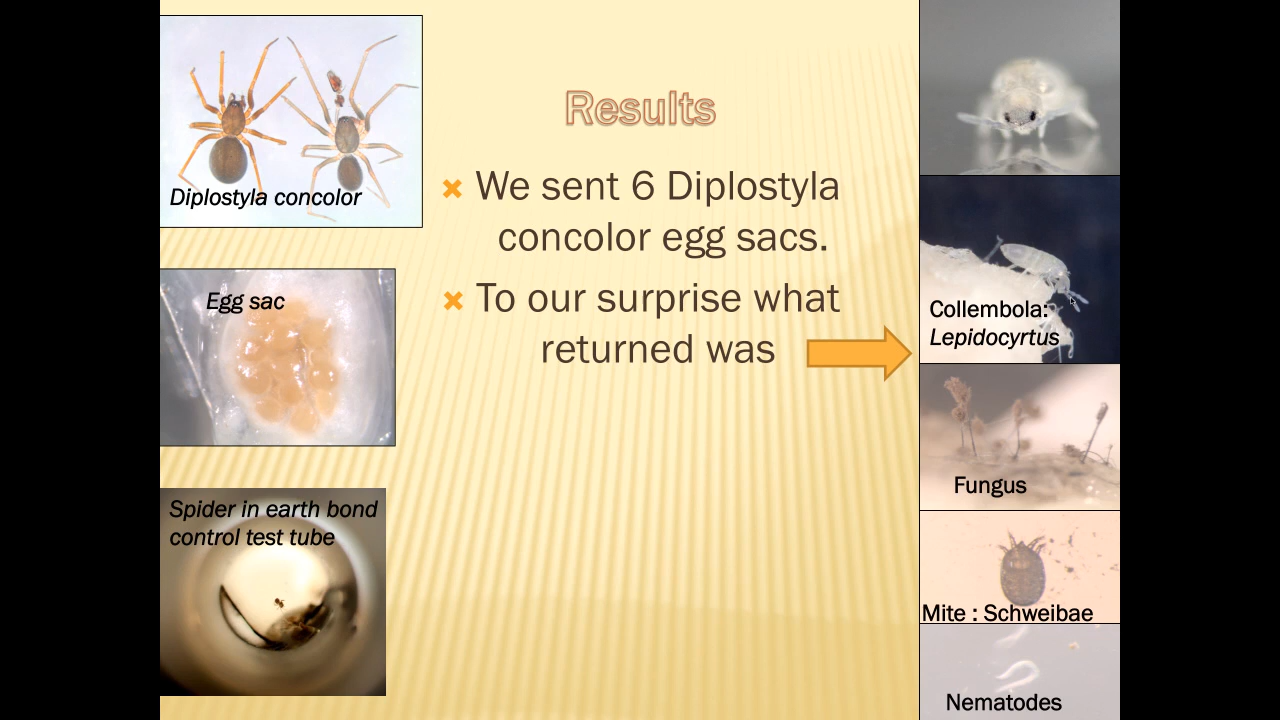 Results
We sent 6 Diplostyla
concolor egg sacs.
To our surprise what
returned was
Diplostyla concolor
Egg sac
Spider in earth bond
control test tube
Collembola:
Lepidocyrtus
Fungus
Mite : Schweibae
Nematodes